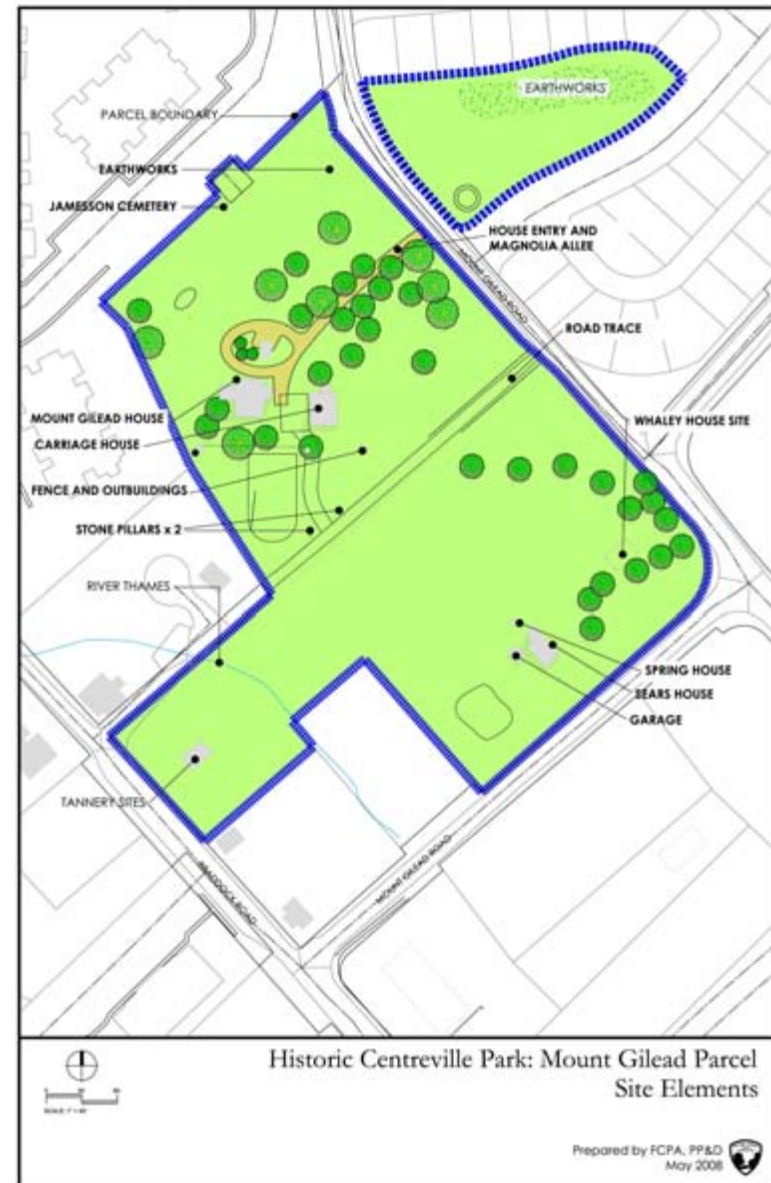 EARTHWORKS
PARCEL BOUNDARY
EARTHWORKS
JAMESSON CEMETERY
HOUSE ENTRY AND
MAGNOLIA ALLEE
MOUNT GILEAD ROAD
ROAD TRACE
MOUNT GILEAD HOUSE
WHALEY HOUSE SITE
CARRIAGE HOUSE
FENCE AND OUTBUILDINGS
STONE PILLARS x 2
RIVER THAMES
SPRING HOUSE
SEARS HOUSE
GARAGE
TANNERY SITES
BRADDOCK ROAD
MOUNT GILEAD ROAD
Historic Centreville Park: Mount Gilead Parcel
Site Elements
Prepared by FCPA, PP&D
May 2008